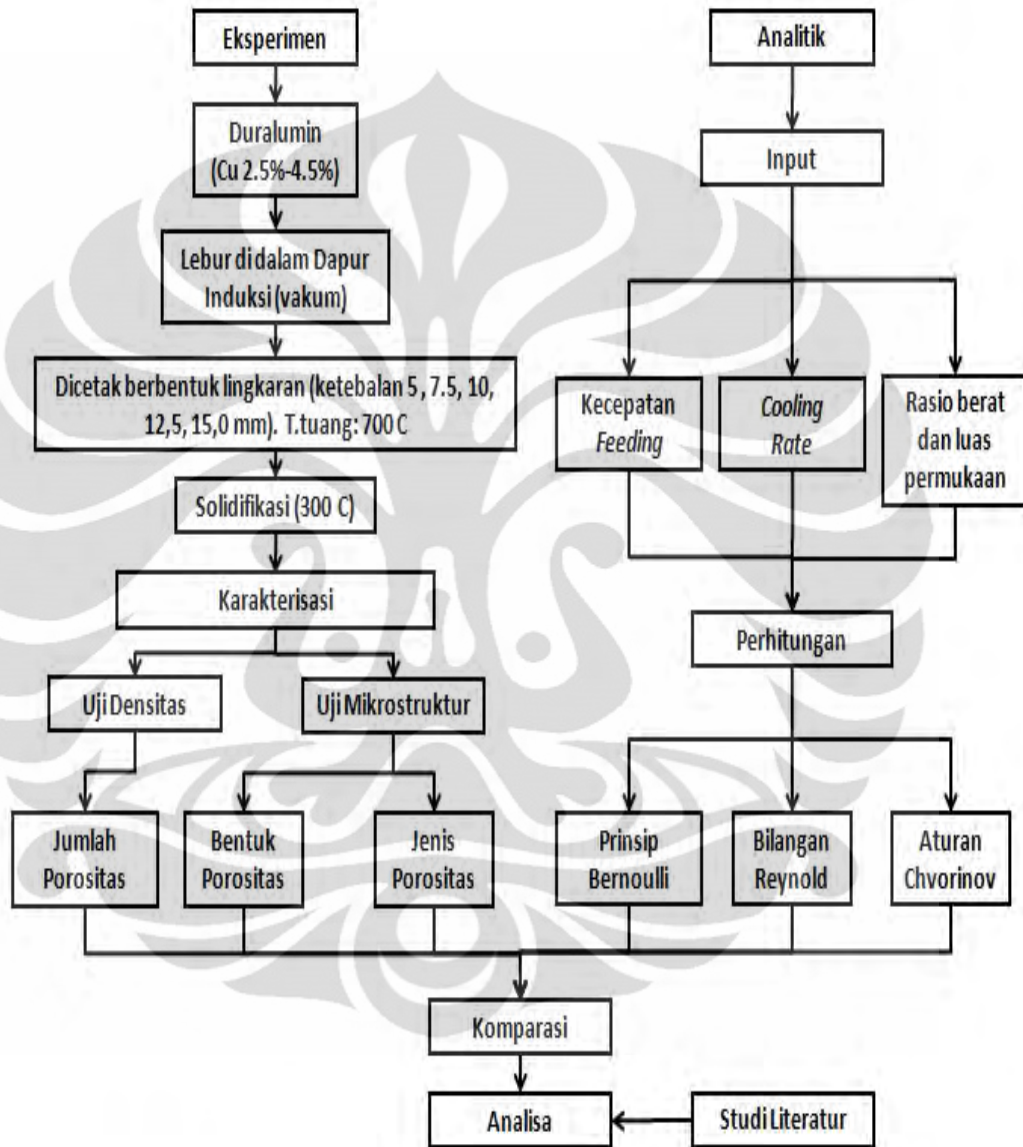 Eksperimen
Duralumin
(Cu 2.5%-4.5%)
Lebur di dalam Dapur
Induksi (vakum)
Dicetak berbentuk lingkaran (ketebalan 5 , 7.5, 10,
12,5, 15,0 mm). T.tuang: 700 C
Solidifikasi (300 C)
Karakterisasi
Uji Densitas
Uji Mikrostruktur
Jumlah
Porositas
Bentuk
Porositas
Jenis
Porositas
Analitik
Input
Kecepatan
Feeding
Cooling
Rate
Rasio berat
dan luas
permukaan
Perhitungan
Prinsip
Bernoulli
Bilangan
Reynold
Aturan
Chvorinov
Komparasi
Analisa
Studi Literatur